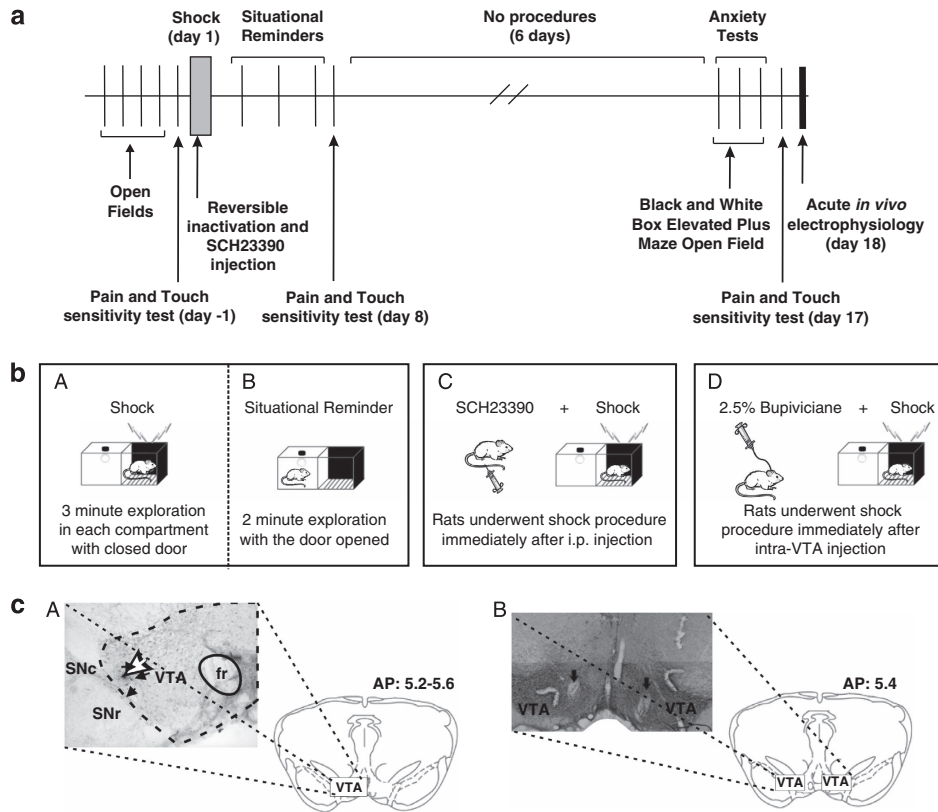 a
Shock
(day 1)
Situational
Reminders
No procedures
(6 days)
Anxiety
Tests
Open
Fields
Reversible
inactivation and
SCH23390
injection
Black and White
Box Elevated Plus
Maze Open Field
Acute in vivo
electrophysiology
(day 18)
Pain and Touch
sensitivity test (day -1)
Pain and Touch
sensitivity test (day 8)
Pain and Touch
sensitivity test (day 17)
b
A
Shock
3 minute exploration
in each compartment
with closed door
B
Situational Reminder
2 minute exploration
with the door opened
C
SCH23390 + Shock
Rats underwent shock procedure
immediately after i.p. injection
D
2.5% Bupiviciane + Shock
Rats underwent shock
procedure immediately after
intra-VTA injection
c
A
SNc
VTA
fr
SNr
AP: 5.2-5.6
VTA
B
VTA
VTA
AP: 5.4
VTA
VTA